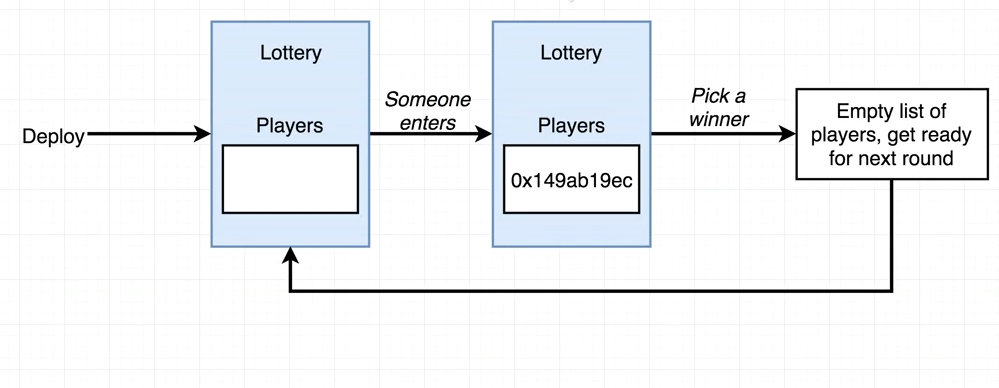 Deploy
Lottery
Players
Someone
enters
Lottery
Players
0x149ab19ec
Pick a
winner
Empty list of
players, get ready
for next round